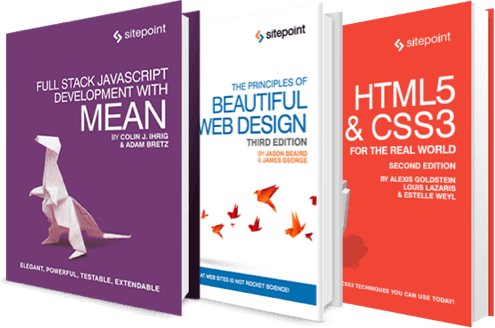 FULL STACK JAVASCRIPT
DEVELOPMENT WITH
MEAN
BY COLIN J. IHRIG
& ADAM BRETZ
ELEGANT, POWERFUL, TESTABLE, EXTENDABLE
sitepoint
sitepoint
THE PRINCIPLES OF
BEAUTIFUL
WEB DESIGN
THIRD EDITION
BY JASON BEAIRD
& JAMES GEORGE
AT WEB SITES IS NOT ROCKET SCIENCE!
sitepoint
HTML5
& CSS3
FOR THE REAL WORLD
SECOND EDITION
BY ALEXIS GOLDSTEIN
LOUIS LAZARIS
& ESTELLE WEYL
CSS3 TECHNIQUES YOU CAN USE TODAY!